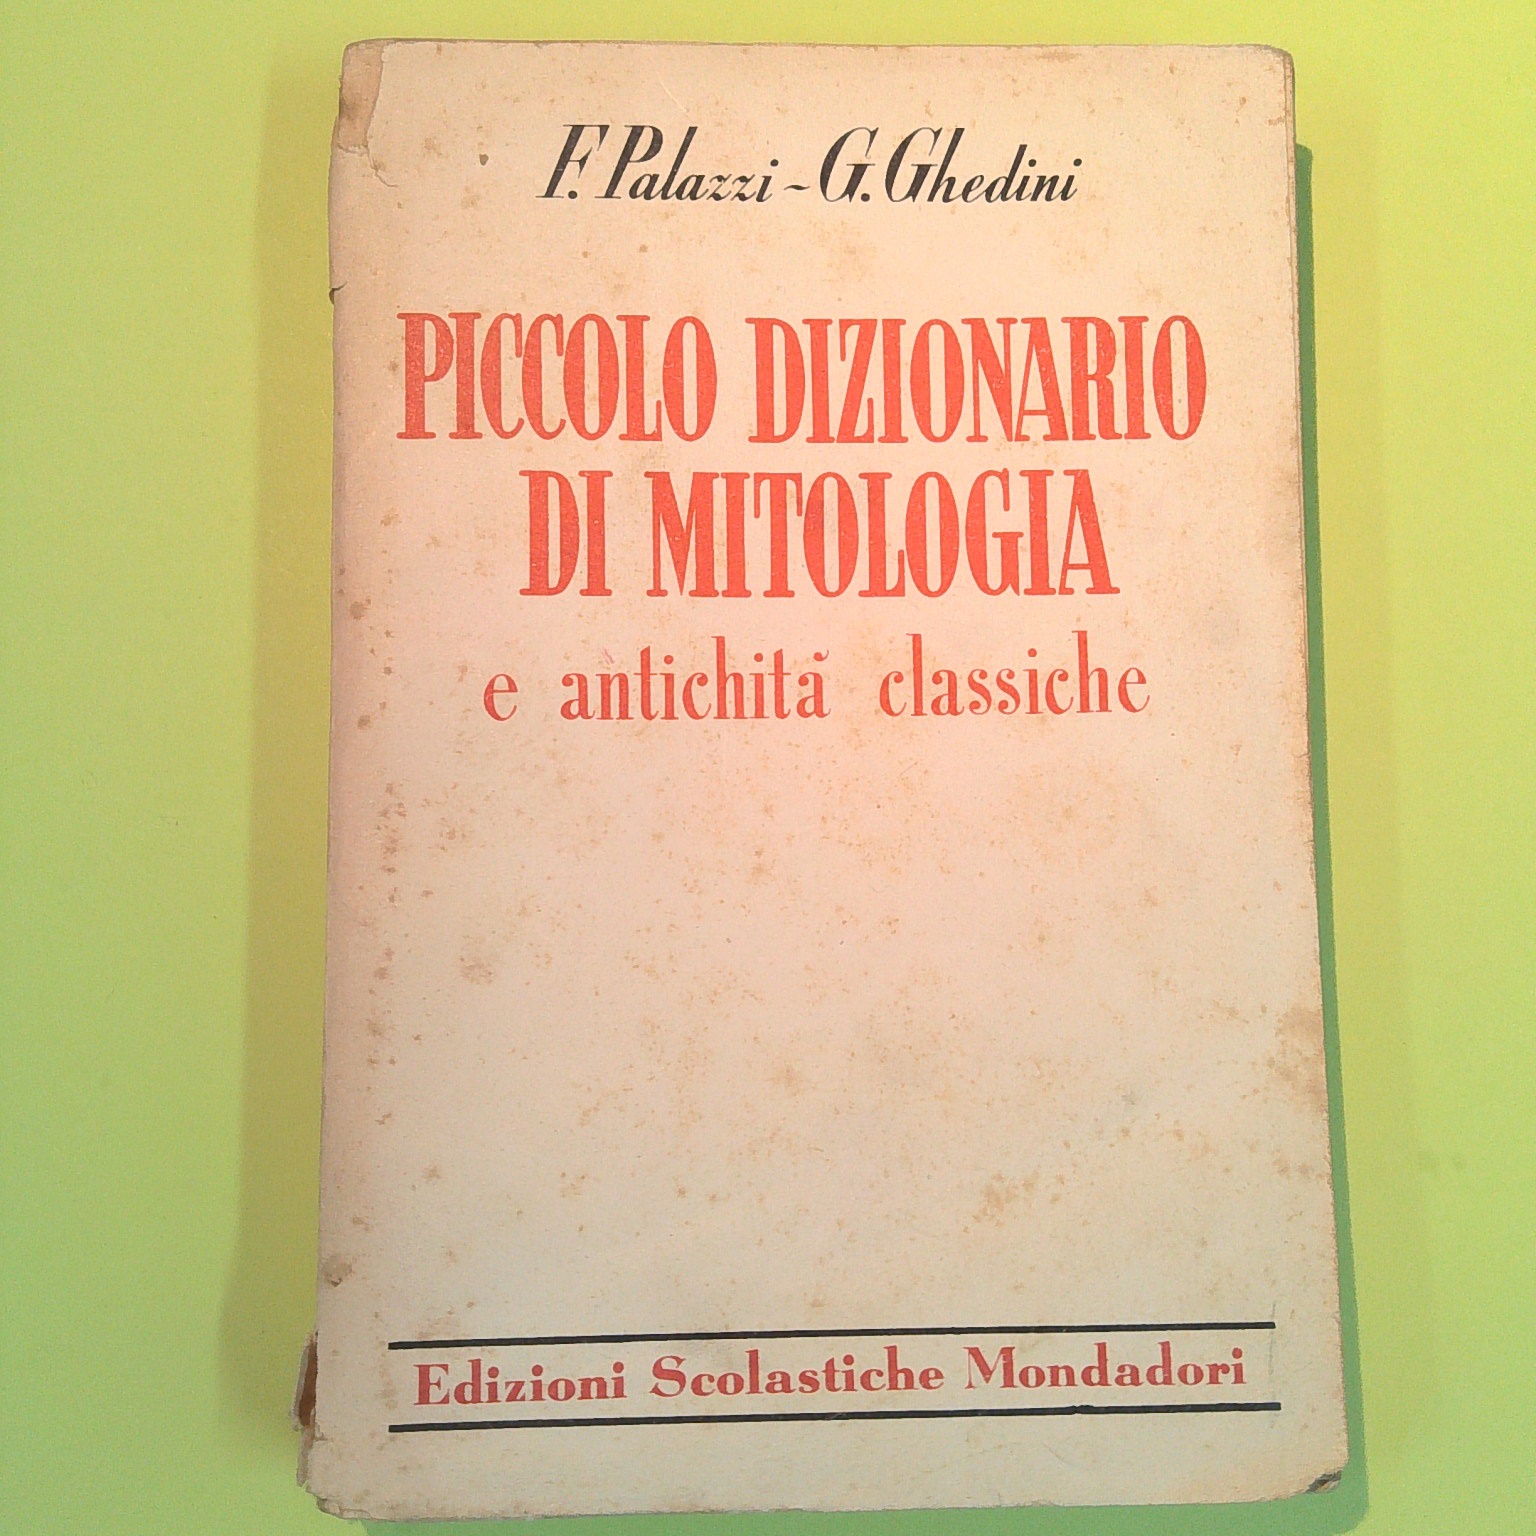 F. Palazzi - G. Ghedini
PICCOLO DIZIONARIO
DI MITOLOGIA
e antichità classiche
Edizioni Scolastiche Mondadori